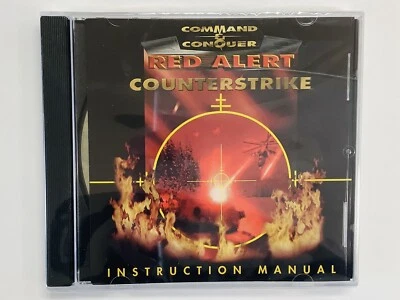 COMMAND
& CONQUER
RED ALERT
COUNTERSTRIKE
INSTRUCTION MANUAL